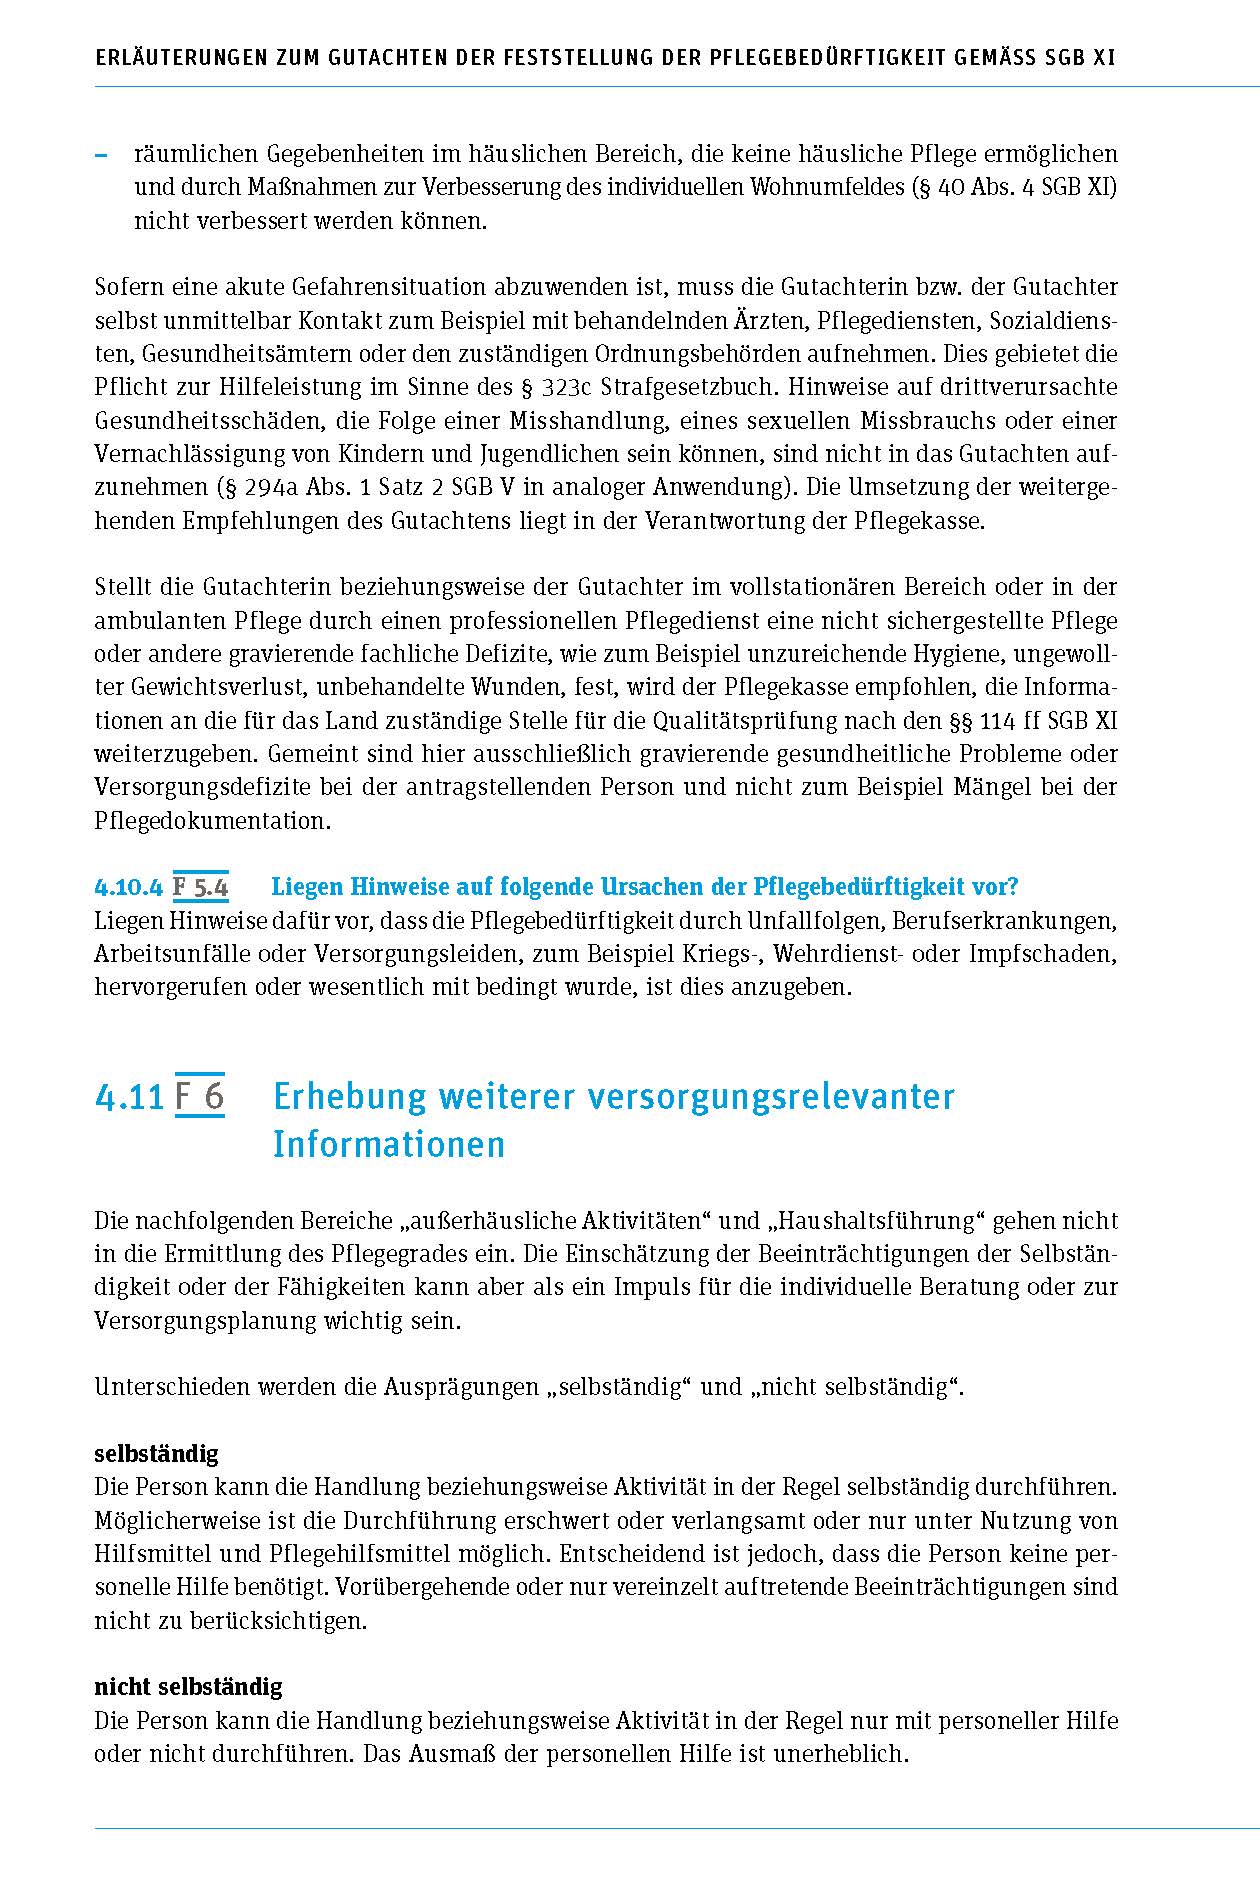 ERLÄUTERUNGEN ZUM GUTACHTEN DER FESTSTELLUNG DER PFLEGEBEDÜRFTIGKEIT GEMÄSS SGB XI
– räumlichen Gegebenheiten im häuslichen Bereich, die keine häusliche Pflege ermöglichen
und durch Maßnahmen zur Verbesserung des individuellen Wohnumfeldes (§ 40 Abs. 4 SGB XI)
nicht verbessert werden können.
Sofern eine akute Gefahrensituation abzuwenden ist, muss die Gutachterin bzw. der Gutachter
selbst unmittelbar Kontakt zum Beispiel mit behandelnden Ärzten, Pflegediensten, Sozialdiens-
ten, Gesundheitsämtern oder den zuständigen Ordnungsbehörden aufnehmen. Dies gebietet die
Pflicht zur Hilfeleistung im Sinne des § 323c Strafgesetzbuch. Hinweise auf drittverursachte
Gesundheitsschäden, die Folge einer Misshandlung, eines sexuellen Missbrauchs oder einer
Vernachlässigung von Kindern und Jugendlichen sein können, sind nicht in das Gutachten auf-
zunehmen (§ 294a Abs. 1 Satz 2 SGB V in analoger Anwendung). Die Umsetzung der weiterge-
henden Empfehlungen des Gutachtens liegt in der Verantwortung der Pflegekasse.
Stellt die Gutachterin beziehungsweise der Gutachter im vollstationären Bereich oder in der
ambulanten Pflege durch einen professionellen Pflegedienst eine nicht sichergestellte Pflege
oder andere gravierende fachliche Defizite, wie zum Beispiel unzureichende Hygiene, ungewoll-
ter Gewichtsverlust, unbehandelte Wunden, fest, wird der Pflegekasse empfohlen, die Informa-
tionen an die für das Land zuständige Stelle für die Qualitätsprüfung nach den §§ 114 ff SGB XI
weiterzugeben. Gemeint sind hier ausschließlich gravierende gesundheitliche Probleme oder
Versorgungsdefizite bei der antragstellenden Person und nicht zum Beispiel Mängel bei der
Pflegedokumentation.
4.10.4 F 5.4 Liegen Hinweise auf folgende Ursachen der Pflegebedürftigkeit vor?
Liegen Hinweise dafür vor, dass die Pflegebedürftigkeit durch Unfallfolgen, Berufserkrankungen,
Arbeitsunfälle oder Versorgungsleiden, zum Beispiel Kriegs-, Wehrdienst- oder Impfschaden,
hervorgerufen oder wesentlich mit bedingt wurde, ist dies anzugeben.
4.11 F 6 Erhebung weiterer versorgungsrelevanter
Informationen
Die nachfolgenden Bereiche „außerhäusliche Aktivitäten“ und „Haushaltsführung“ gehen nicht
in die Ermittlung des Pflegegrades ein. Die Einschätzung der Beeinträchtigungen der Selbstän-
digkeit oder der Fähigkeiten kann aber als ein Impuls für die individuelle Beratung oder zur
Versorgungsplanung wichtig sein.
Unterschieden werden die Ausprägungen „selbständig“ und „nicht selbständig“.
selbständig
Die Person kann die Handlung beziehungsweise Aktivität in der Regel selbständig durchführen.
Möglicherweise ist die Durchführung erschwert oder verlangsamt oder nur unter Nutzung von
Hilfsmittel und Pflegehilfsmittel möglich. Entscheidend ist jedoch, dass die Person keine per-
sonelle Hilfe benötigt. Vorübergehende oder nur vereinzelt auftretende Beeinträchtigungen sind
nicht zu berücksichtigen.
nicht selbständig
Die Person kann die Handlung beziehungsweise Aktivität in der Regel nur mit personeller Hilfe
oder nicht durchführen. Das Ausmaß der personellen Hilfe ist unerheblich.